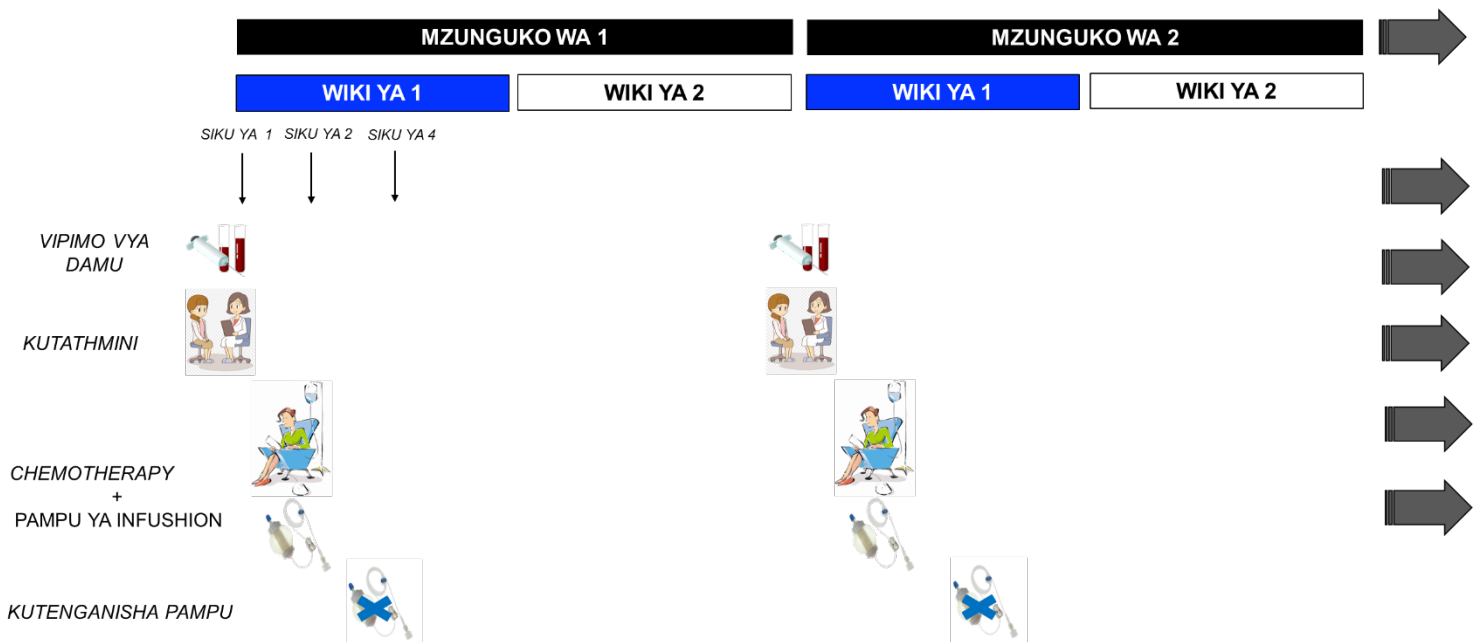 MZUNGUKO WA 1
MZUNGUKO WA 2
WIKI YA 1
WIKI YA 2
WIKI YA 1
WIKI YA 2
SIKU YA 1
SIKU YA 2
SIKU YA 4
VIPIMO VYA
DAMU
KUTATHMINI
CHEMOTHERAPY
+
PAMPU YA INFUSHION
KUTENGANISHA PAMPU